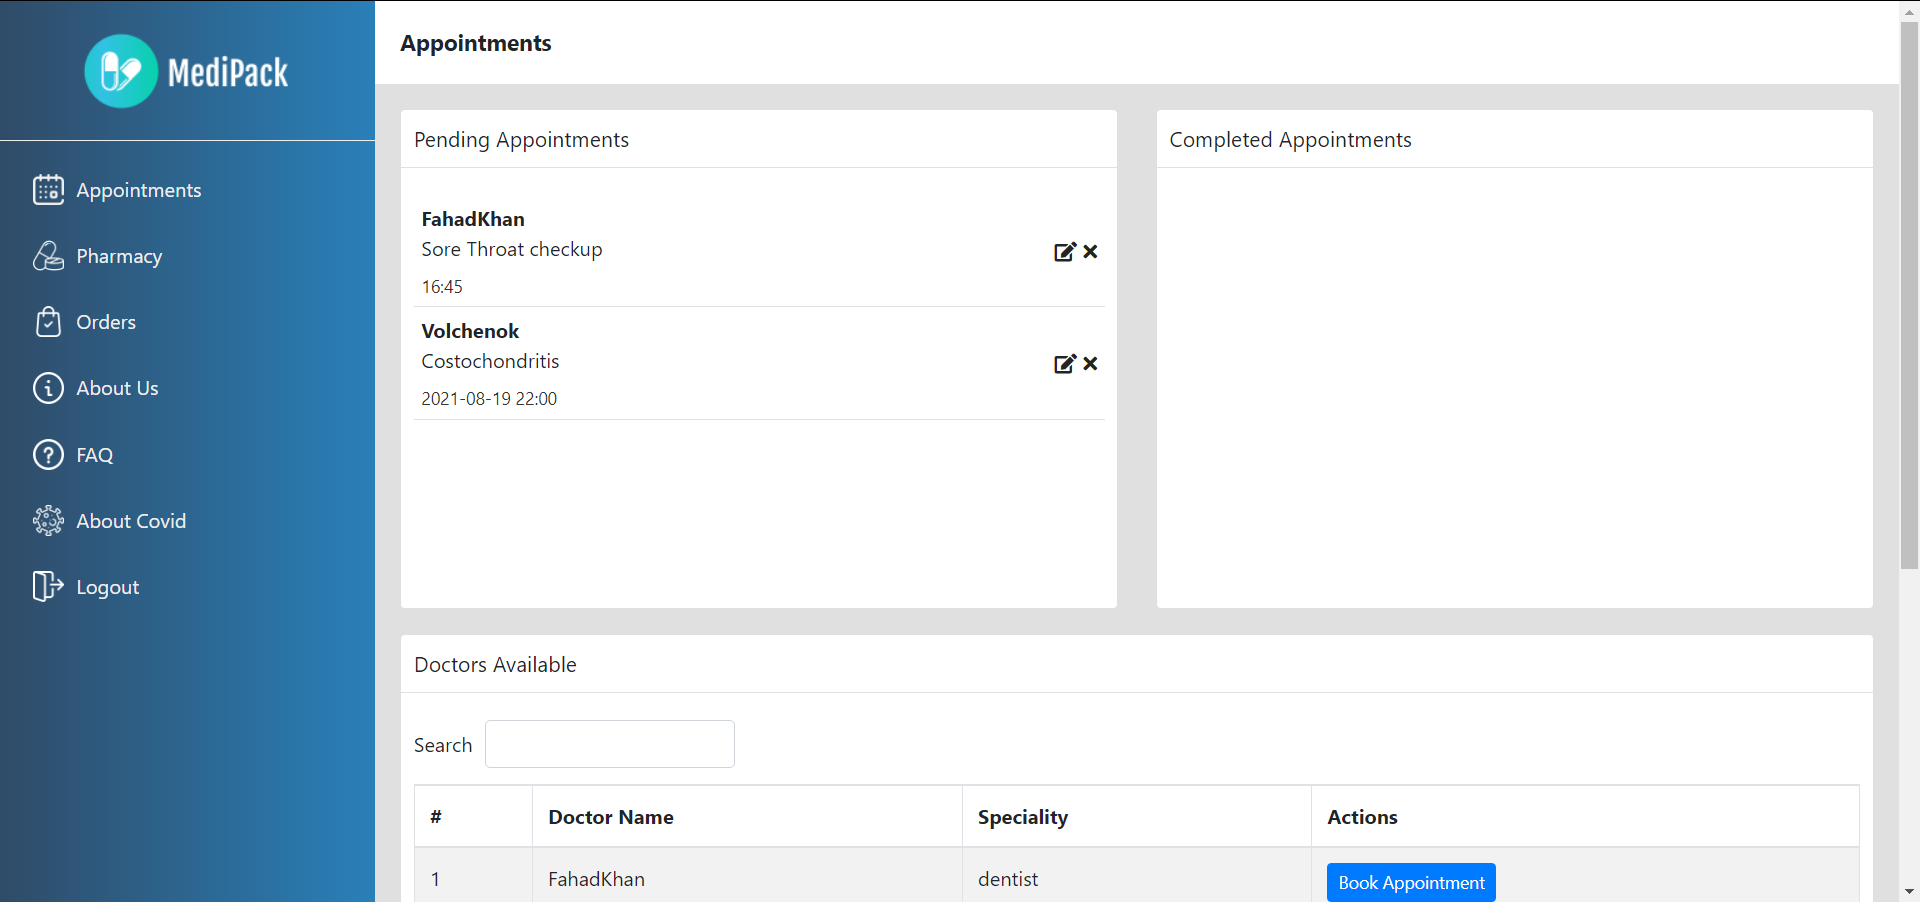 MediPack
Appointments
Pharmacy
Orders
About Us
FAQ
About Covid
Logout
Appointments
Pending Appointments
FahadKhan
Sore Throat checkup
16:45
Volchenok
Costochondritis
2021-08-19 22:00
Completed Appointments
Doctors Available
Search
# Doctor Name Speciality Actions
1 FahadKhan dentist Book Appointment